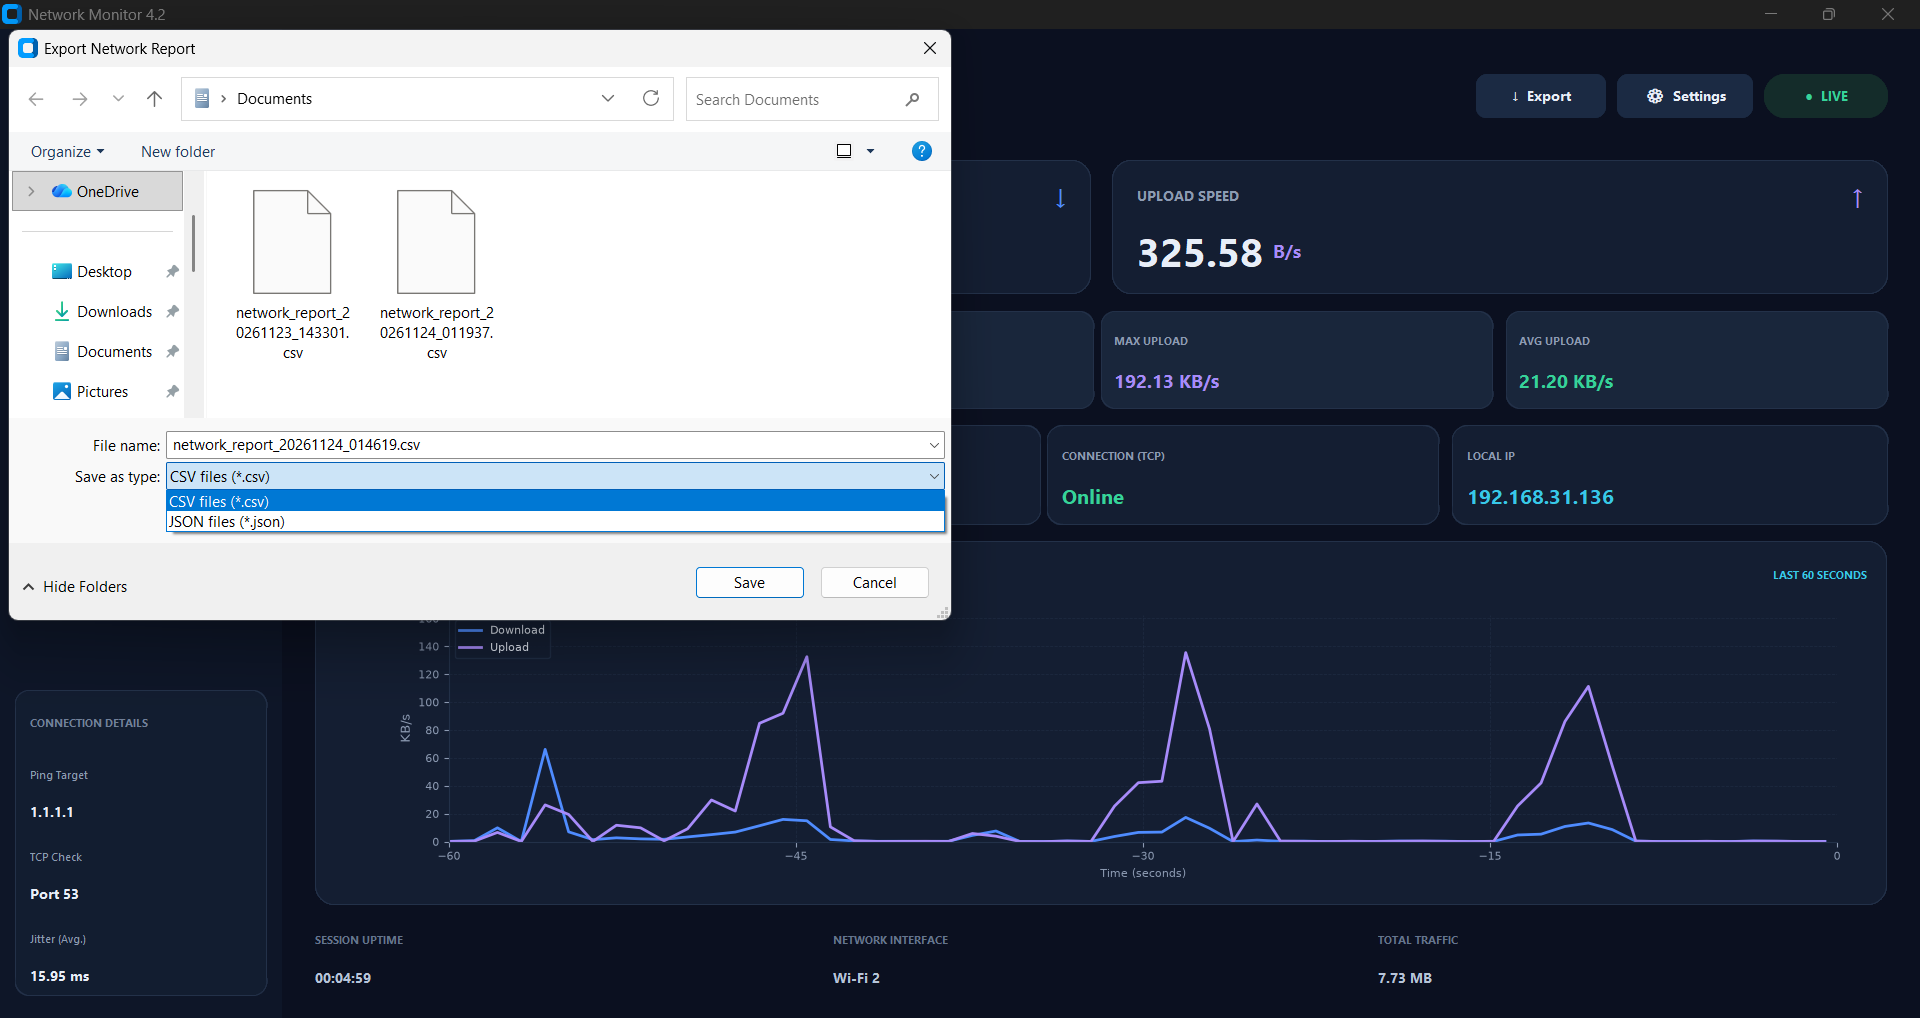 Network Monitor 4.2
Export Network Report
Documents
Search Documents
Organize
New folder
?
OneDrive
Desktop
Downloads
Documents
Pictures
network_report_2
0261123_143301.
csv
network_report_2
0261124_011937.
csv
File name: network_report_20261124_014619.csv
Save as type: CSV files (*.csv)
CSV files (*.csv)
JSON files (*.json)
Hide Folders
Save
Cancel
↓ Export
Settings
• LIVE
↓
UPLOAD SPEED
↑
325.58 B/s
MAX UPLOAD
192.13 KB/s
AVG UPLOAD
21.20 KB/s
CONNECTION (TCP)
Online
LOCAL IP
192.168.31.136
LAST 60 SECONDS
Download
Upload
140
120
100
80
60
40
20
0
KB/s
−60
−45
−30
−15
0
Time (seconds)
CONNECTION DETAILS
Ping Target
1.1.1.1
TCP Check
Port 53
Jitter (Avg.)
15.95 ms
SESSION UPTIME
00:04:59
NETWORK INTERFACE
Wi-Fi 2
TOTAL TRAFFIC
7.73 MB